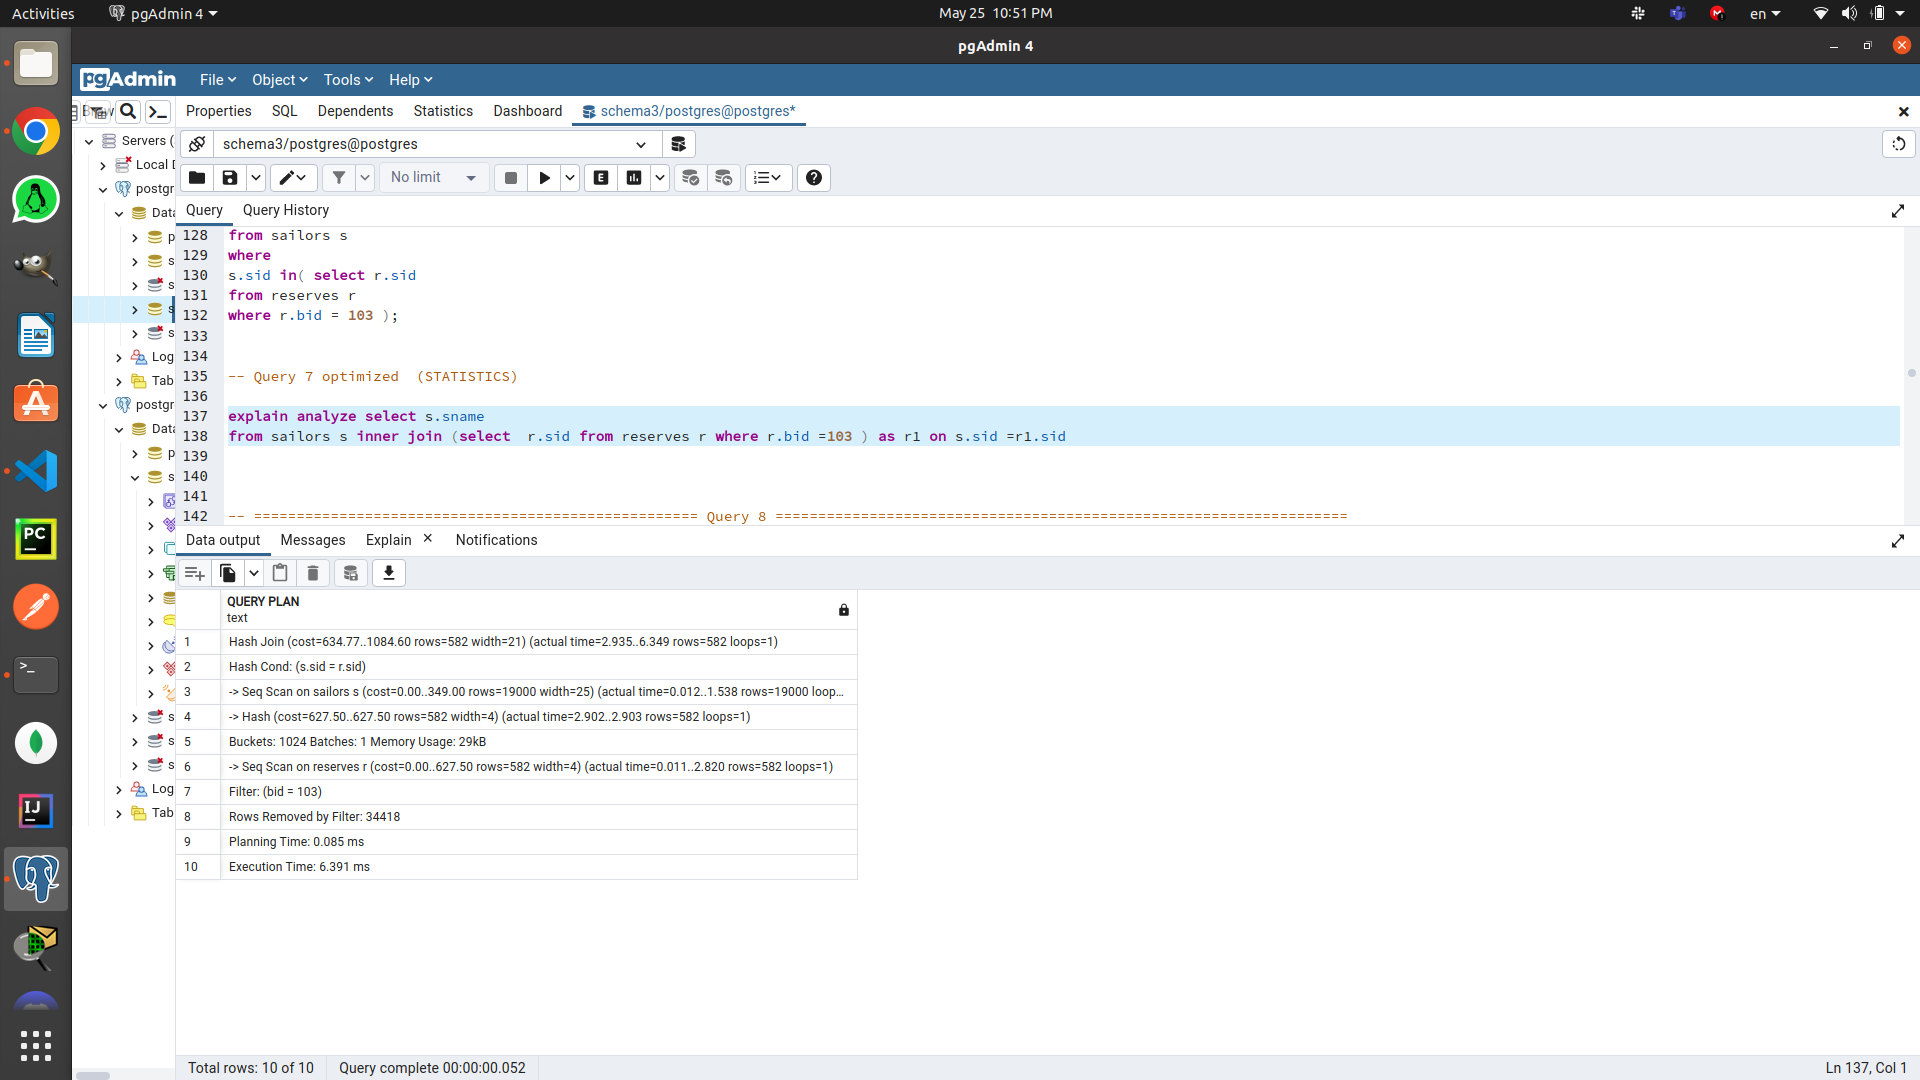 Activities
pgAdmin 4
May 25 10:51 PM
en
pgAdmin 4
pgAdmin
File
Object
Tools
Help
Properties
SQL
Dependents
Statistics
Dashboard
schema3/postgres@postgres*
Servers (
Local D
postgr
Data
p
s
s
s
s
Log
Tab
postgr
Data
p
s
s
s
s
Log
Tab
schema3/postgres@postgres
No limit
E
Query
Query History
128 from sailors s
129 where
130 s.sid in( select r.sid
131 from reserves r
132 where r.bid = 103 );
133
134
135 -- Query 7 optimized  (STATISTICS)
136
137 explain analyze select s.sname
138 from sailors s inner join (select  r.sid from reserves r where r.bid =103 ) as r1 on s.sid =r1.sid
139
140
141
142 -- ==================================================== Query 8 ===================================================================
Data output
Messages
Explain
Notifications
QUERY PLAN
text
1 Hash Join (cost=634.77..1084.60 rows=582 width=21) (actual time=2.935..6.349 rows=582 loops=1)
2 Hash Cond: (s.sid = r.sid)
3 -> Seq Scan on sailors s (cost=0.00..349.00 rows=19000 width=25) (actual time=0.012..1.538 rows=19000 loop...
4 -> Hash (cost=627.50..627.50 rows=582 width=4) (actual time=2.902..2.903 rows=582 loops=1)
5 Buckets: 1024 Batches: 1 Memory Usage: 29kB
6 -> Seq Scan on reserves r (cost=0.00..627.50 rows=582 width=4) (actual time=0.011..2.820 rows=582 loops=1)
7 Filter: (bid = 103)
8 Rows Removed by Filter: 34418
9 Planning Time: 0.085 ms
10 Execution Time: 6.391 ms
Total rows: 10 of 10
Query complete 00:00:00.052
Ln 137, Col 1
PC
IJ